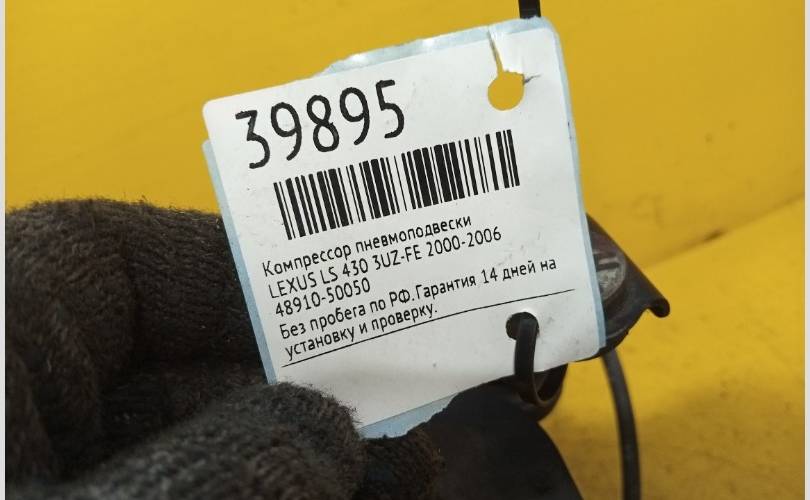 39895
Компрессор пневмоподвески
LEXUS LS 430 3UZ-FE 2000-2006
48910-50050
Без пробега по РФ.Гарантия 14 дней на
установку и проверку.